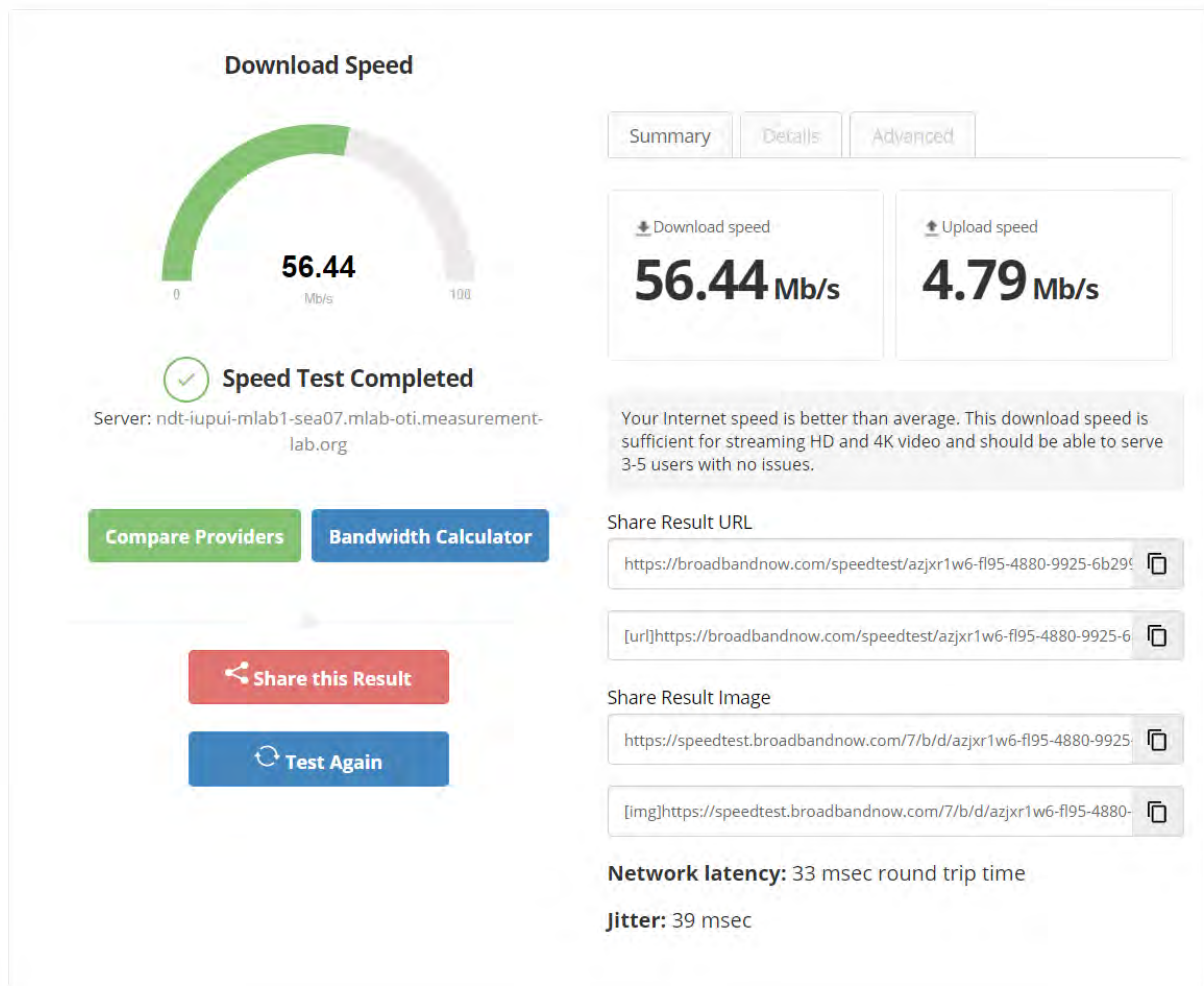 Download Speed
56.44
Mb/s
0
100
Speed Test Completed
Server: ndt-iupui-mlab1-sea07.mlab-oti.measurement-
lab.org
Compare Providers
Bandwidth Calculator
Share this Result
Test Again
Summary
Details
Advanced
Download speed
56.44 Mb/s
Upload speed
4.79 Mb/s
Your Internet speed is better than average. This download speed is
sufficient for streaming HD and 4K video and should be able to serve
3-5 users with no issues.
Share Result URL
https://broadbandnow.com/speedtest/azjxr1w6-fl95-4880-9925-6b299
[url]https://broadbandnow.com/speedtest/azjxr1w6-fl95-4880-9925-6
Share Result Image
https://speedtest.broadbandnow.com/7/b/d/azjxr1w6-fl95-4880-9925-
[img]https://speedtest.broadbandnow.com/7/b/d/azjxr1w6-fl95-4880-
Network latency: 33 msec round trip time
Jitter: 39 msec